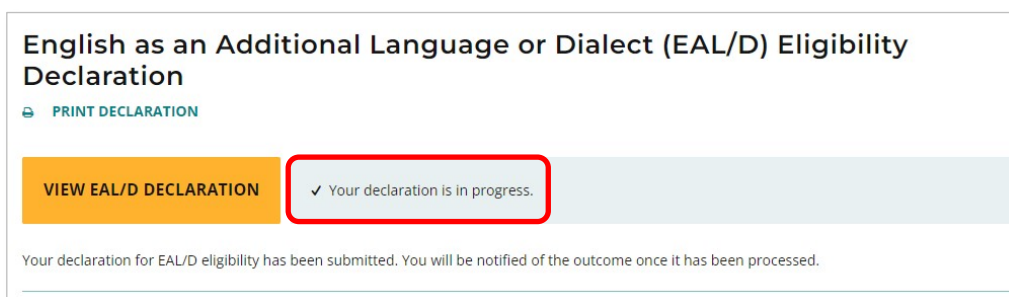 English as an Additional Language or Dialect (EAL/D) Eligibility
Declaration
PRINT DECLARATION
VIEW EAL/D DECLARATION
✓ Your declaration is in progress.
Your declaration for EAL/D eligibility has been submitted. You will be notified of the outcome once it has been processed.